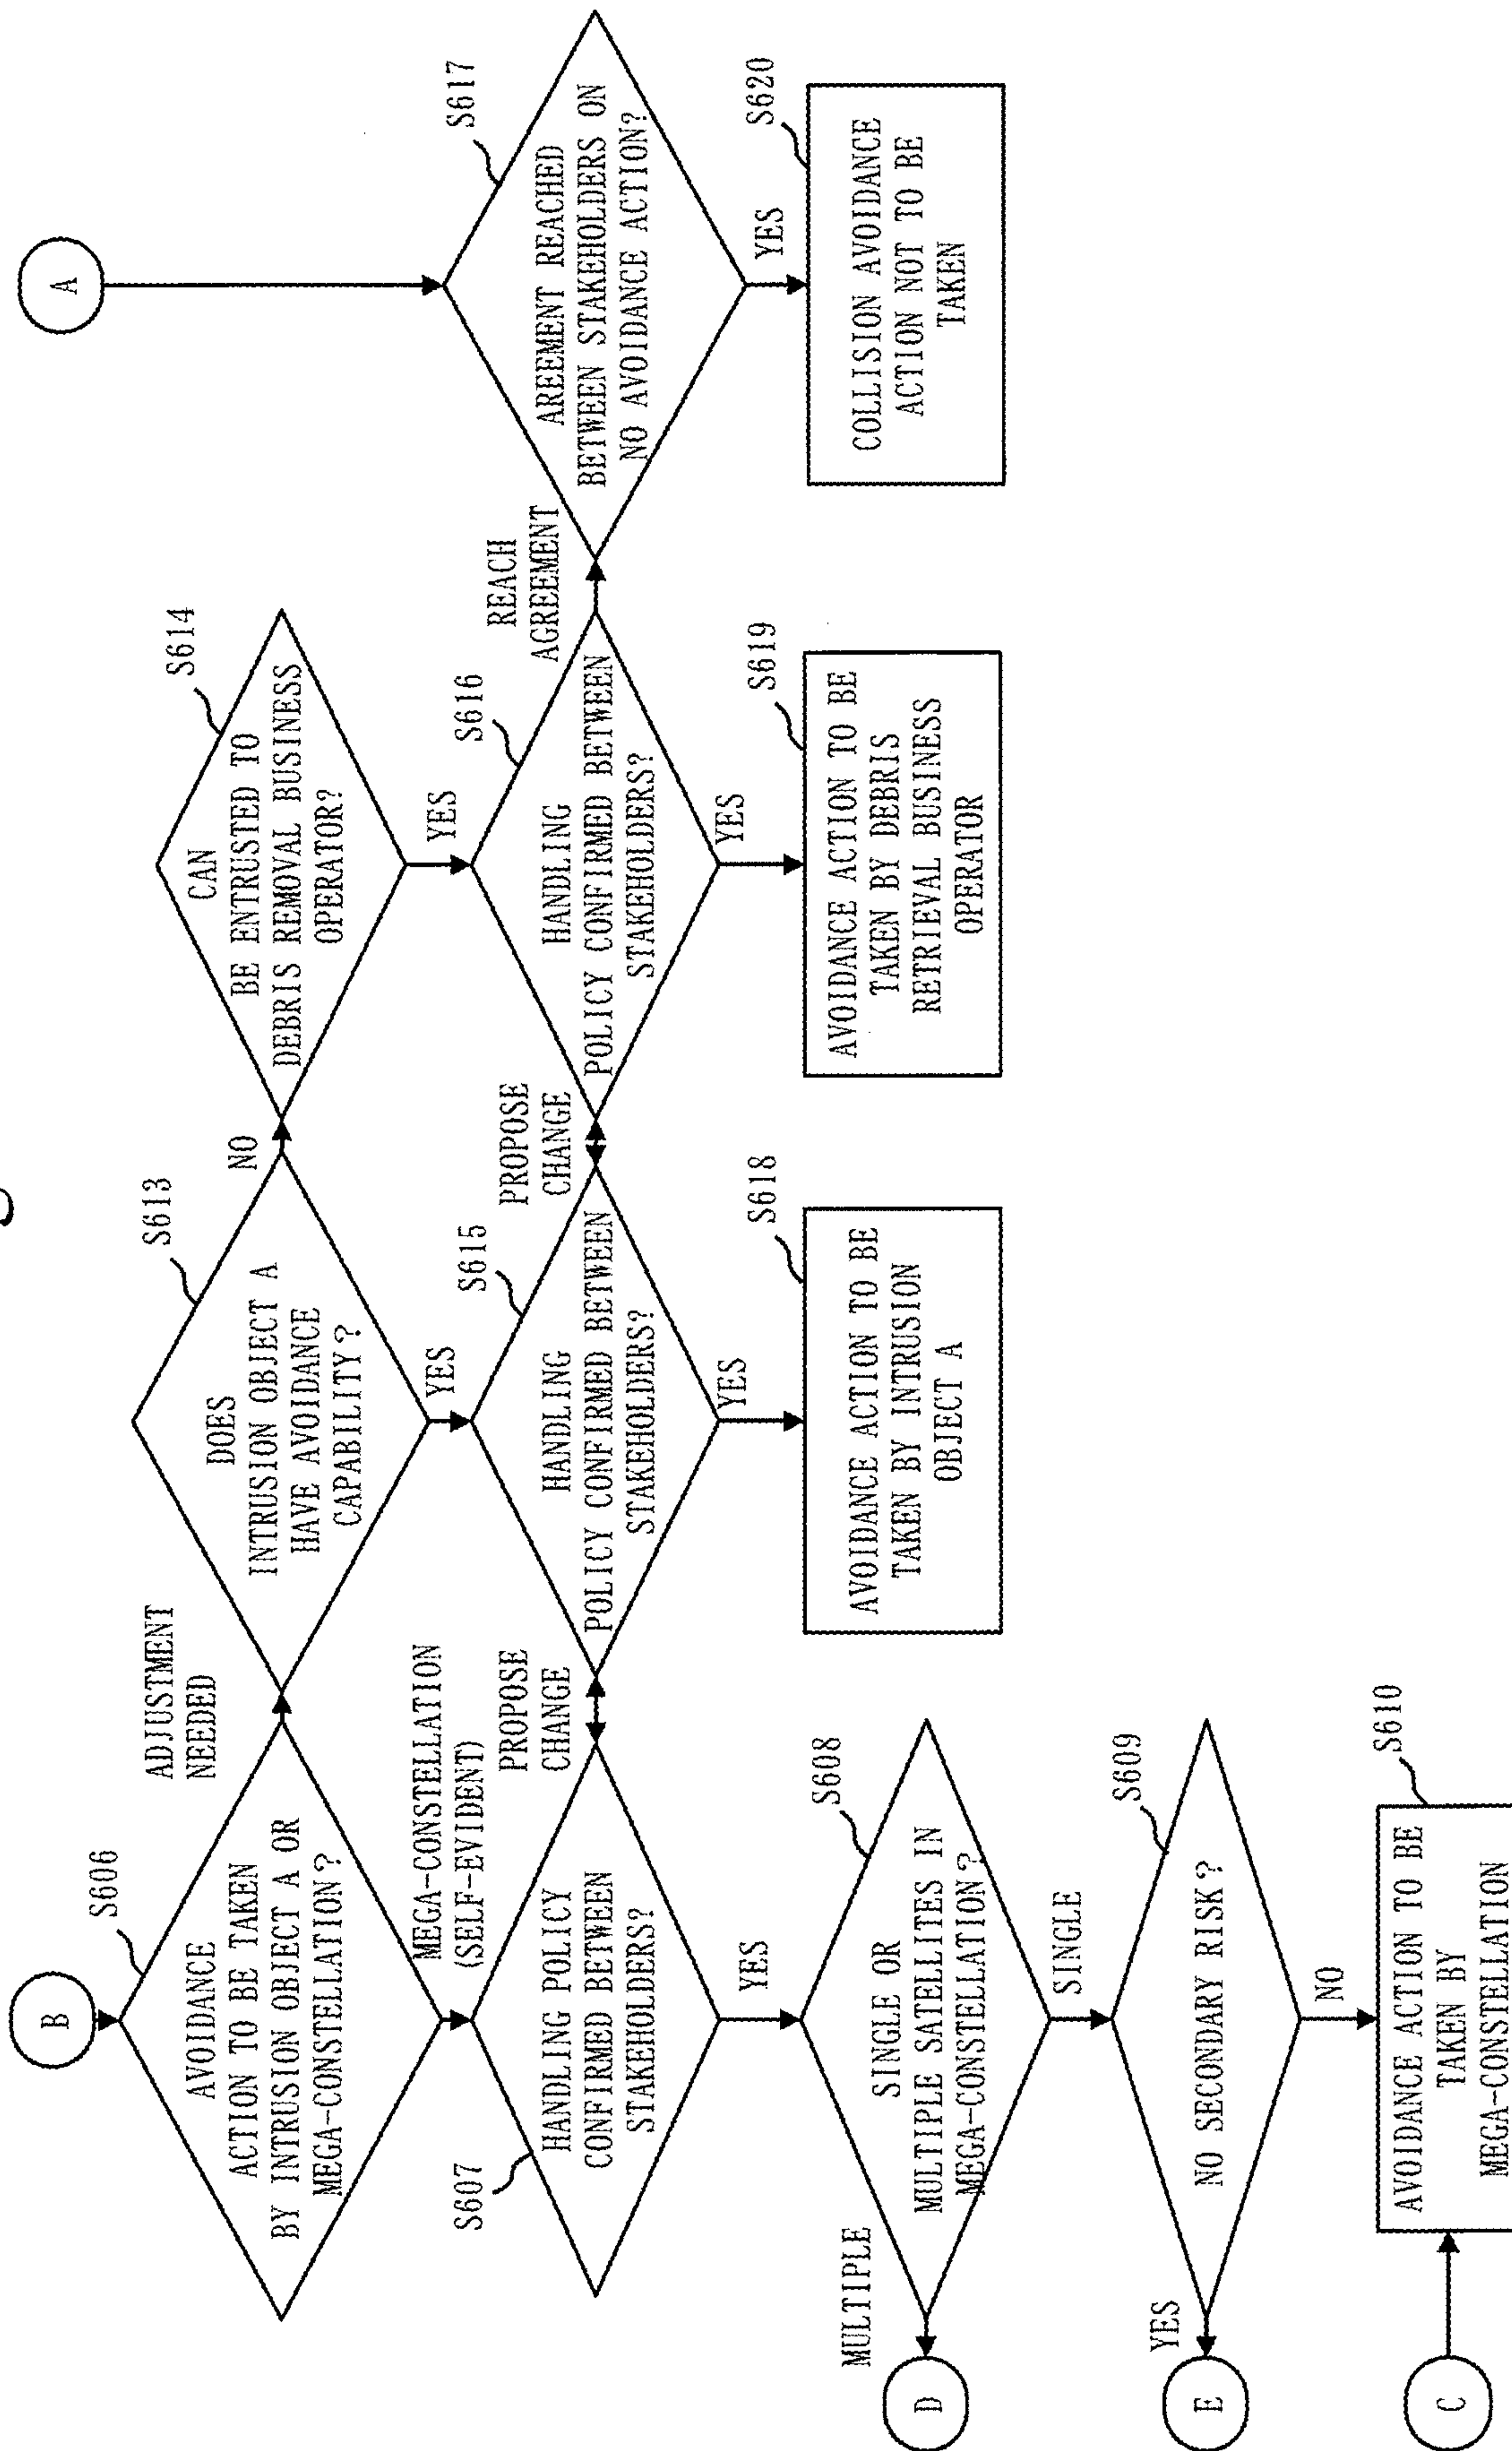 B
S606
AVOIDANCE
ACTION TO BE TAKEN
BY INTRUSION OBJECT A OR
MEGA-CONSTELLATION?
ADJUSTMENT
NEEDED
S613
DOES
INTRUSION OBJECT A
HAVE AVOIDANCE
CAPABILITY?
NO
S614
CAN
BE ENTRUSTED TO
DEBRIS REMOVAL BUSINESS
OPERATOR?
A
MEGA-CONSTELLATION
(SELF-EVIDENT)
YES
YES
S607
HANDLING POLICY
CONFIRMED BETWEEN
STAKEHOLDERS?
PROPOSE
CHANGE
S615
HANDLING
POLICY CONFIRMED BETWEEN
STAKEHOLDERS?
PROPOSE
CHANGE
S616
HANDLING
POLICY CONFIRMED BETWEEN
STAKEHOLDERS?
REACH
AGREEMENT
S617
AREEMENT REACHED
BETWEEN STAKEHOLDERS ON
NO AVOIDANCE ACTION?
YES
YES
YES
YES
S618
AVOIDANCE ACTION TO BE
TAKEN BY INTRUSION
OBJECT A
S619
AVOIDANCE ACTION TO BE
TAKEN BY DEBRIS
RETRIEVAL BUSINESS
OPERATOR
S620
COLLISION AVOIDANCE
ACTION NOT TO BE
TAKEN
MULTIPLE
D
S608
SINGLE OR
MULTIPLE SATELLITES IN
MEGA-CONSTELLATION?
SINGLE
YES
E
S609
NO SECONDARY RISK?
NO
C
S610
AVOIDANCE ACTION TO BE
TAKEN BY
MEGA-CONSTELLATION